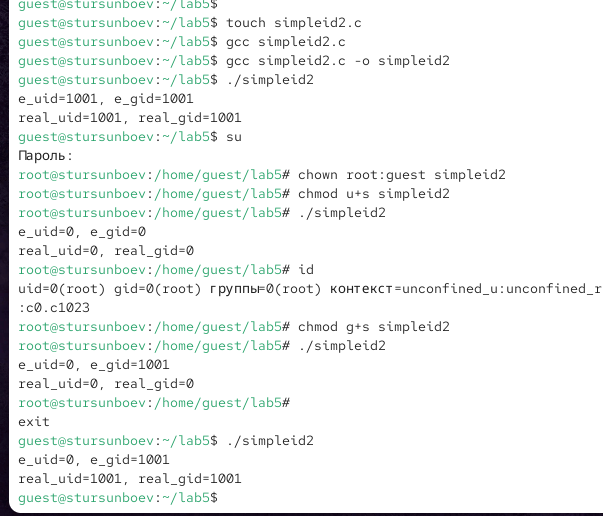 guest@stursunboev:~/lab5$
guest@stursunboev:~/lab5$ touch simpleid2.c
guest@stursunboev:~/lab5$ gcc simpleid2.c
guest@stursunboev:~/lab5$ gcc simpleid2.c -o simpleid2
guest@stursunboev:~/lab5$ ./simpleid2
e_uid=1001, e_gid=1001
real_uid=1001, real_gid=1001
guest@stursunboev:~/lab5$ su
Пароль:
root@stursunboev:/home/guest/lab5# chown root:guest simpleid2
root@stursunboev:/home/guest/lab5# chmod u+s simpleid2
root@stursunboev:/home/guest/lab5# ./simpleid2
e_uid=0, e_gid=0
real_uid=0, real_gid=0
root@stursunboev:/home/guest/lab5# id
uid=0(root) gid=0(root) группы=0(root) контекст=unconfined_u:unconfined_r
:c0.c1023
root@stursunboev:/home/guest/lab5# chmod g+s simpleid2
root@stursunboev:/home/guest/lab5# ./simpleid2
e_uid=0, e_gid=1001
real_uid=0, real_gid=0
root@stursunboev:/home/guest/lab5#
exit
guest@stursunboev:~/lab5$ ./simpleid2
e_uid=0, e_gid=1001
real_uid=1001, real_gid=1001
guest@stursunboev:~/lab5$